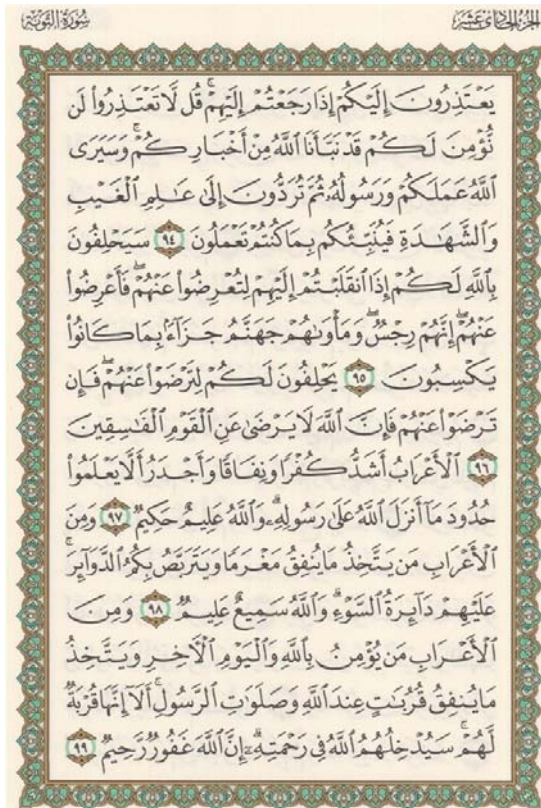 الجزء الحادي عشر
سورة التوبة
يَعْتَذِرُونَ إِلَيْكُمْ إِذَا رَجَعْتُمْ إِلَيْهِمْ ۚ قُل لَّا تَعْتَذِرُوا۟ لَن
نُّؤْمِنَ لَكُمْ قَدْ نَبَّأَنَا ٱللَّهُ مِنْ أَخْبَارِكُمْ ۚ وَسَيَرَى
ٱللَّهُ عَمَلَكُمْ وَرَسُولُهُۥ ثُمَّ تُرَدُّونَ إِلَىٰ عَـٰلِمِ ٱلْغَيْبِ
وَٱلشَّهَـٰدَةِ فَيُنَبِّئُكُم بِمَا كُنتُمْ تَعْمَلُونَ ٩٤ سَيَحْلِفُونَ
بِٱللَّهِ لَكُمْ إِذَا ٱنقَلَبْتُمْ إِلَيْهِمْ لِتُعْرِضُوا۟ عَنْهُمْ ۖ فَأَعْرِضُوا۟
عَنْهُمْ ۖ إِنَّهُمْ رِجْسٌ ۖ وَمَأْوَىٰهُمْ جَهَنَّمُ جَزَآءًۢ بِمَا كَانُوا۟
يَكْسِبُونَ ٩٥ يَحْلِفُونَ لَكُمْ لِتَرْضَوْا۟ عَنْهُمْ ۖ فَإِن
تَرْضَوْا۟ عَنْهُمْ فَإِنَّ ٱللَّهَ لَا يَرْضَىٰ عَنِ ٱلْقَوْمِ ٱلْفَـٰسِقِينَ
٩٦ ٱلْأَعْرَابُ أَشَدُّ كُفْرًا وَنِفَاقًا وَأَجْدَرُ أَلَّا يَعْلَمُوا۟
حُدُودَ مَآ أَنزَلَ ٱللَّهُ عَلَىٰ رَسُولِهِۦ ۗ وَٱللَّهُ عَلِيمٌ حَكِيمٌ ٩٧ وَمِنَ
ٱلْأَعْرَابِ مَن يَتَّخِذُ مَا يُنفِقُ مَغْرَمًا وَيَتَرَبَّصُ بِكُمُ ٱلدَّوَآئِرَ ۚ
عَلَيْهِمْ دَآئِرَةُ ٱلسَّوْءِ ۗ وَٱللَّهُ سَمِيعٌ عَلِيمٌ ٩٨ وَمِنَ
ٱلْأَعْرَابِ مَن يُؤْمِنُ بِٱللَّهِ وَٱلْيَوْمِ ٱلْـَٔاخِرِ وَيَتَّخِذُ
مَا يُنفِقُ قُرُبَـٰتٍ عِندَ ٱللَّهِ وَصَلَوَٰتِ ٱلرَّسُولِ ۚ أَلَآ إِنَّهَا قُرْبَةٌ
لَّهُمْ ۚ سَيُدْخِلُهُمُ ٱللَّهُ فِى رَحْمَتِهِۦٓ ۗ إِنَّ ٱللَّهَ غَفُورٌ رَّحِيمٌ ٩٩